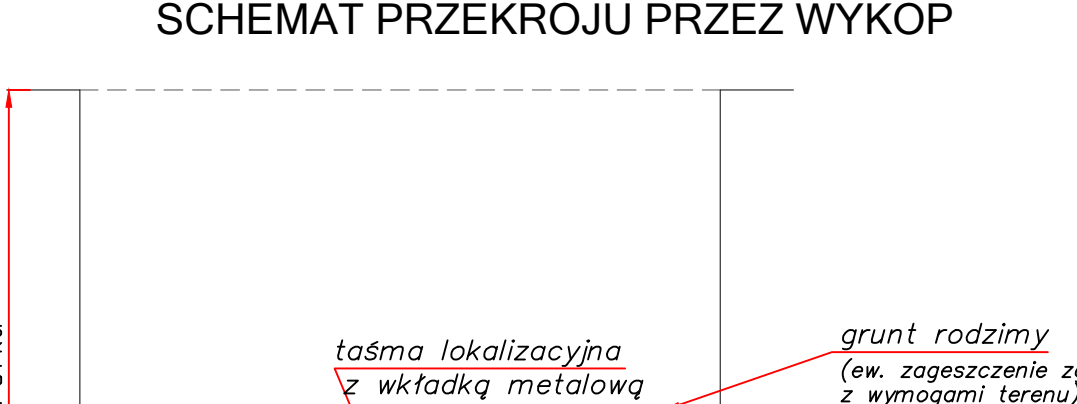 SCHEMAT PRZEKROJU PRZEZ WYKOP
taśma lokalizacyjna
z wkładką metalową
grunt rodzimy
(ew. zageszczenie
z wymogami terenu)